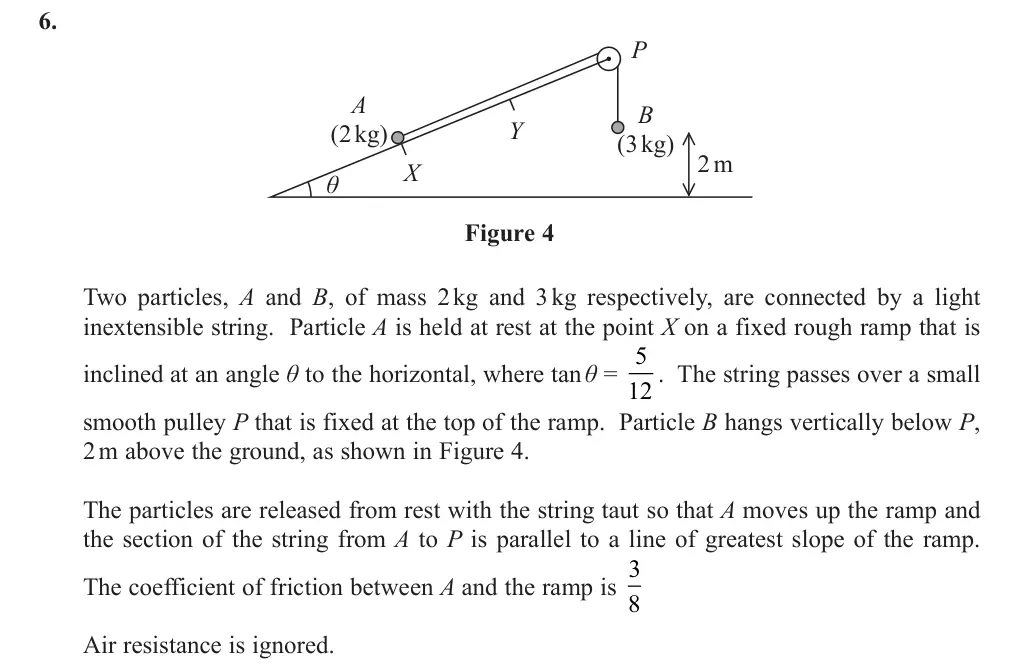 6.
P
A
(2 kg)
B
(3 kg)
Y
X
θ
2 m
Figure 4
Two particles, A and B, of mass 2 kg and 3 kg respectively, are connected by a light
inextensible string. Particle A is held at rest at the point X on a fixed rough ramp that is
inclined at an angle θ to the horizontal, where tan θ = 5/12. The string passes over a small
smooth pulley P that is fixed at the top of the ramp. Particle B hangs vertically below P,
2 m above the ground, as shown in Figure 4.
The particles are released from rest with the string taut so that A moves up the ramp and
the section of the string from A to P is parallel to a line of greatest slope of the ramp.
The coefficient of friction between A and the ramp is 3/8
Air resistance is ignored.